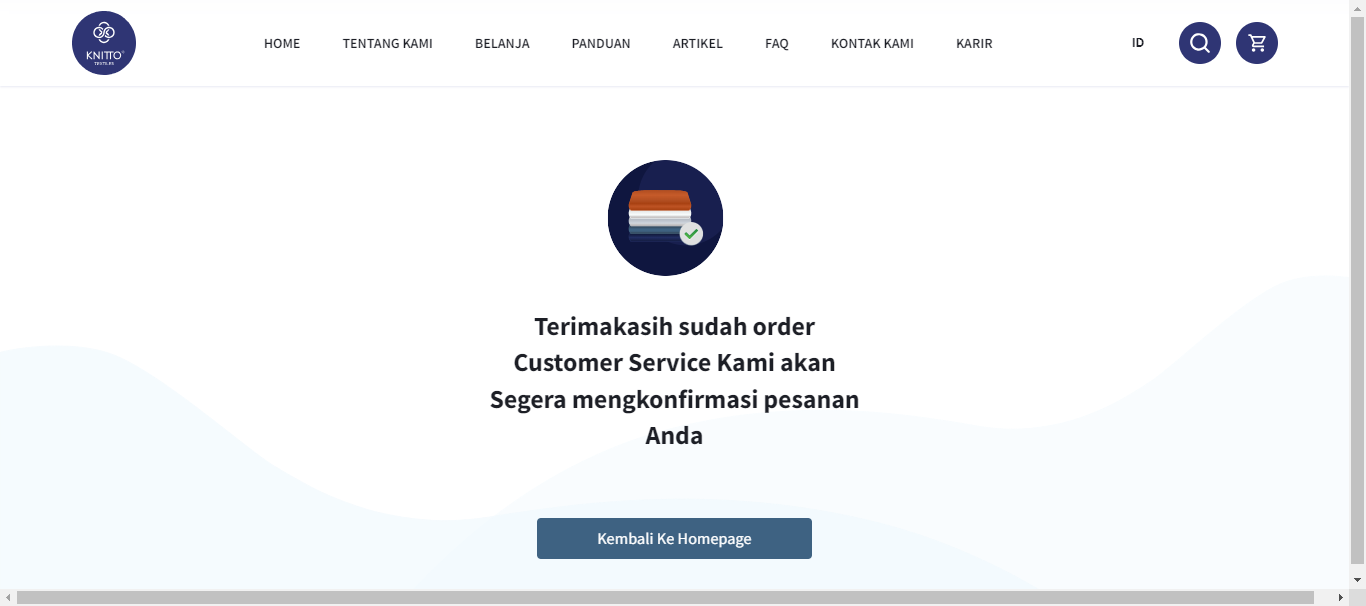 KNITTO
TEXTILES
HOME TENTANG KAMI BELANJA PANDUAN ARTIKEL FAQ KONTAK KAMI KARIR ID
Terimakasih sudah order
Customer Service Kami akan
Segera mengkonfirmasi pesanan
Anda
Kembali Ke Homepage